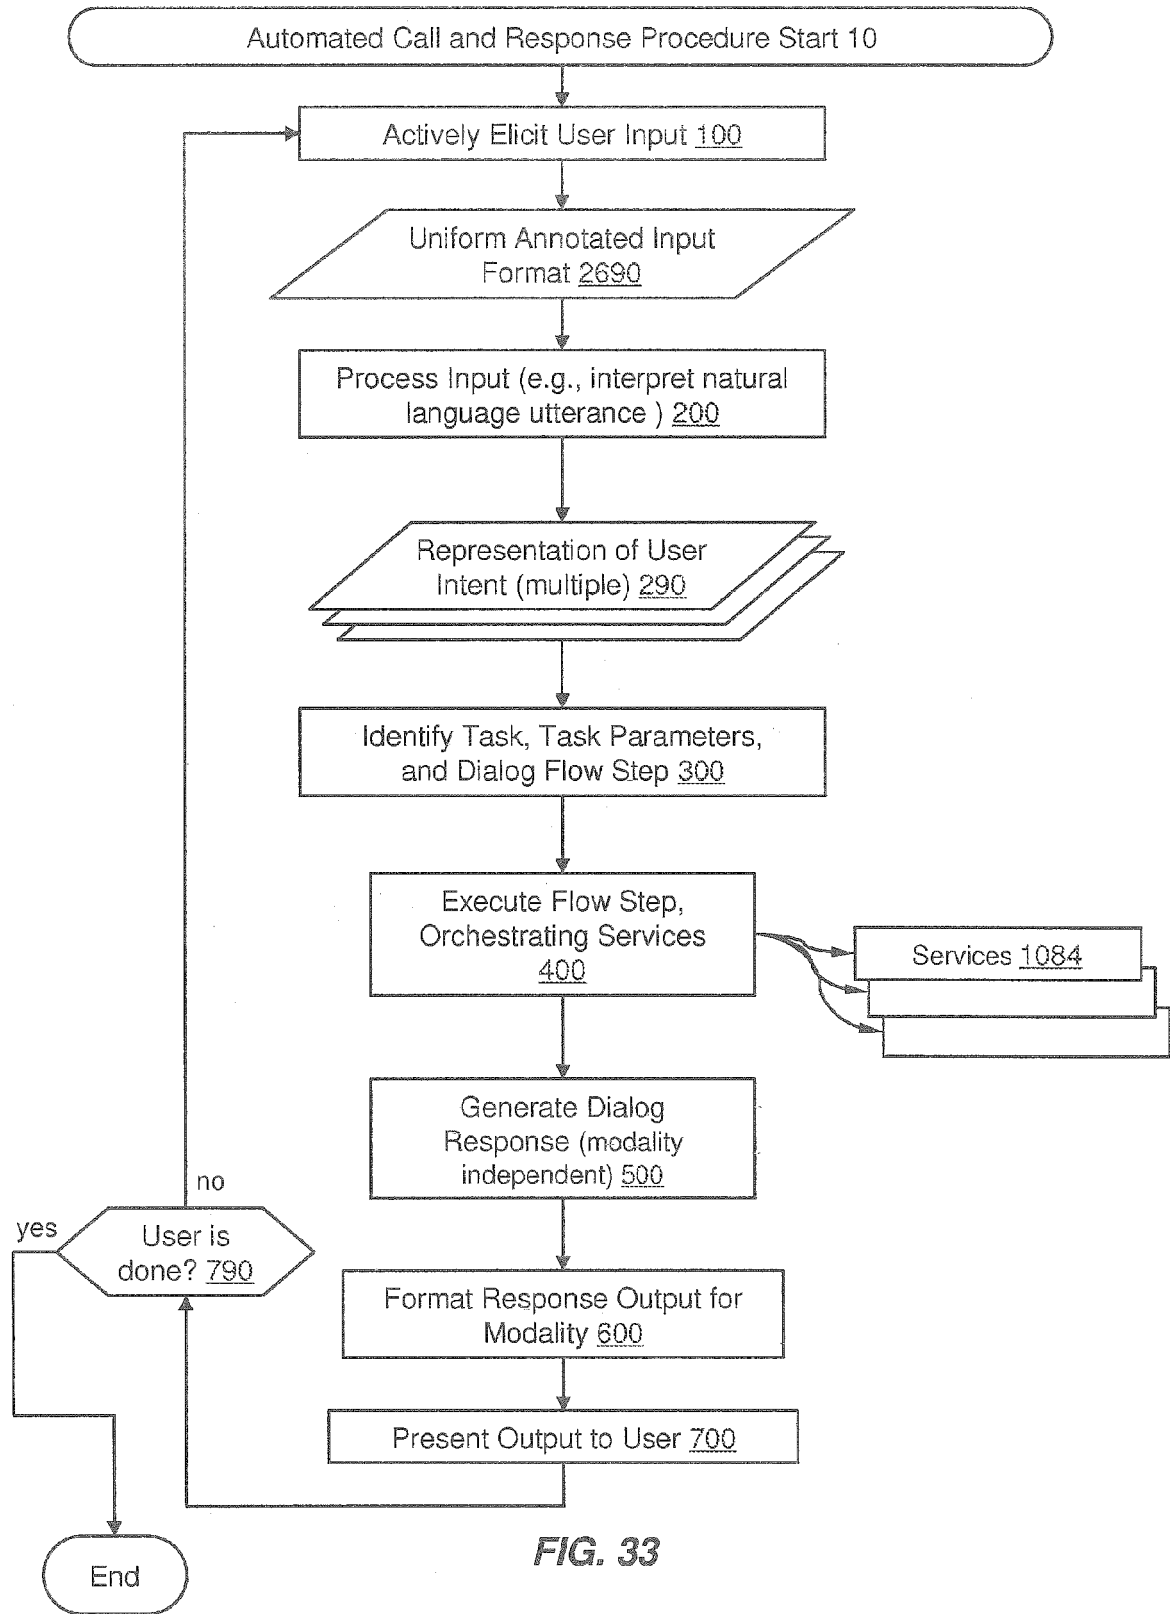 Automated Call and Response Procedure Start 10
Actively Elicit User Input 100
Uniform Annotated Input
Format 2690
Process Input (e.g., interpret natural
language utterance ) 200
Representation of User
Intent (multiple) 290
Identify Task, Task Parameters,
and Dialog Flow Step 300
Execute Flow Step,
Orchestrating Services
400
Services 1084
Generate Dialog
Response (modality
independent) 500
no
yes
User is
done? 790
Format Response Output for
Modality 600
Present Output to User 700
End
FIG. 33